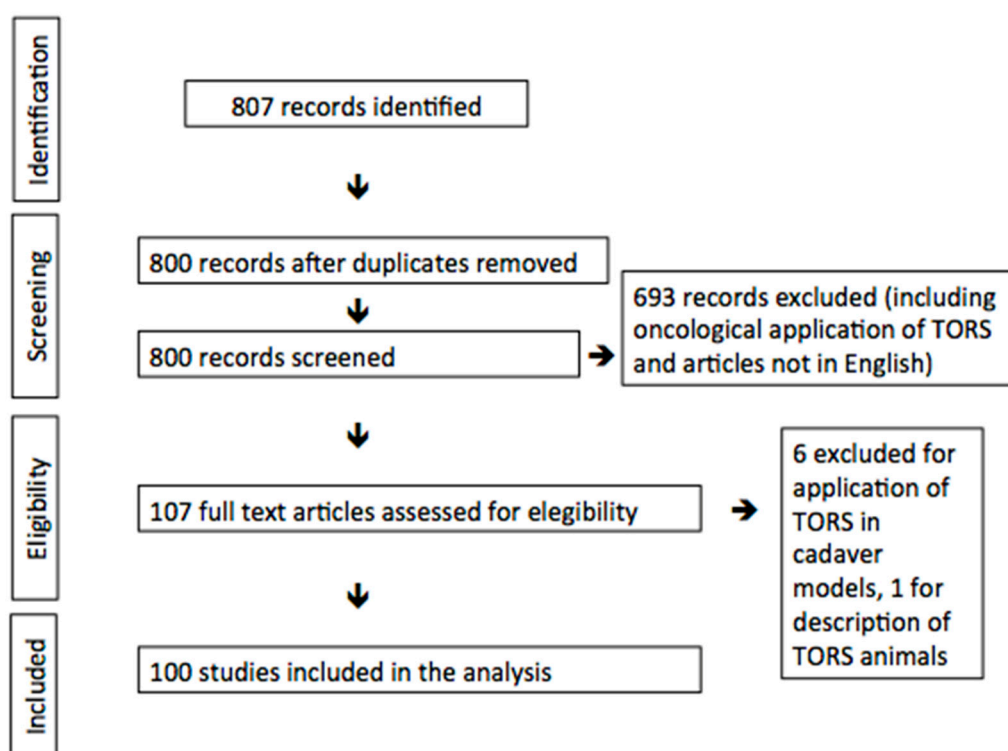 Identification
807 records identified
Screening
800 records after duplicates removed
800 records screened
693 records excluded (including
oncological application of TORS
and articles not in English)
Eligibility
107 full text articles assessed for elegibility
6 excluded for
application of
TORS in
cadaver
models, 1 for
description of
TORS animals
Included
100 studies included in the analysis